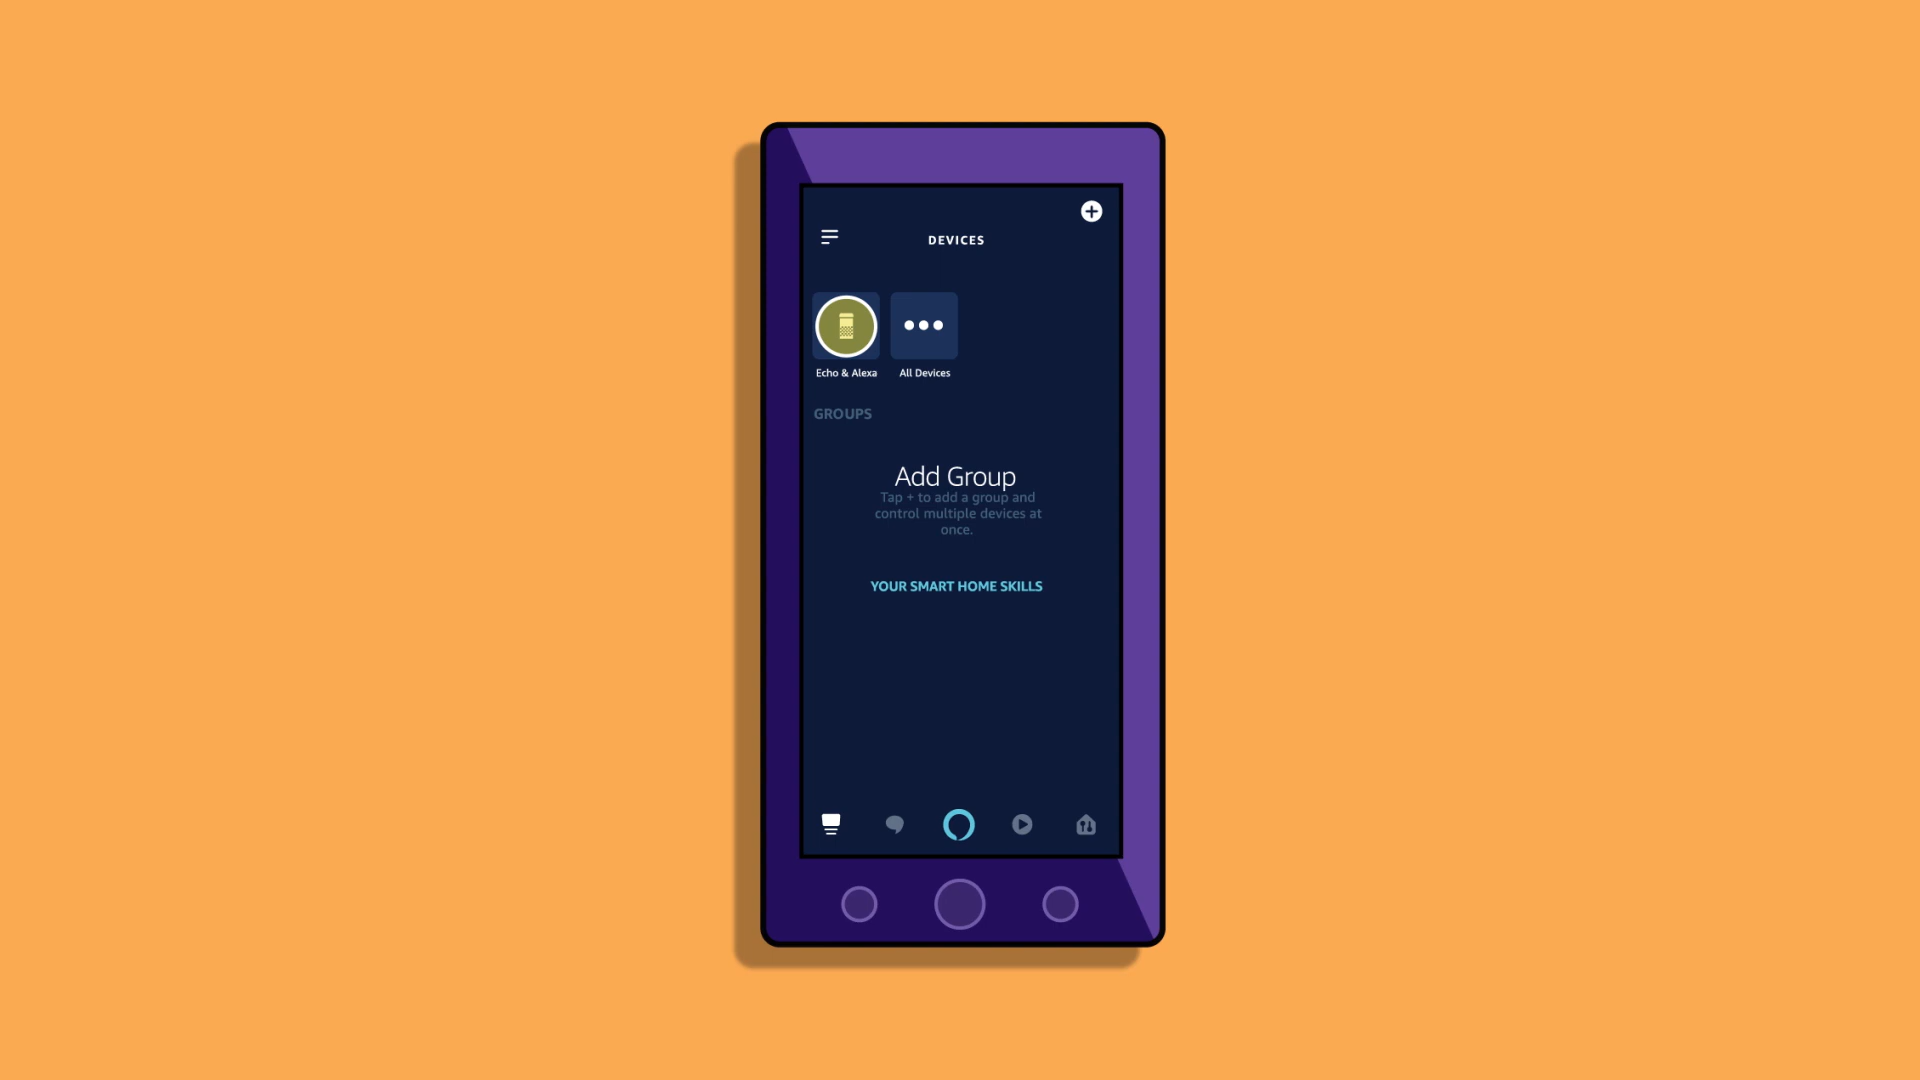 DEVICES
Echo & Alexa
All Devices
GROUPS
Add Group
Tap + to add a group and
control multiple devices at
once.
YOUR SMART HOME SKILLS